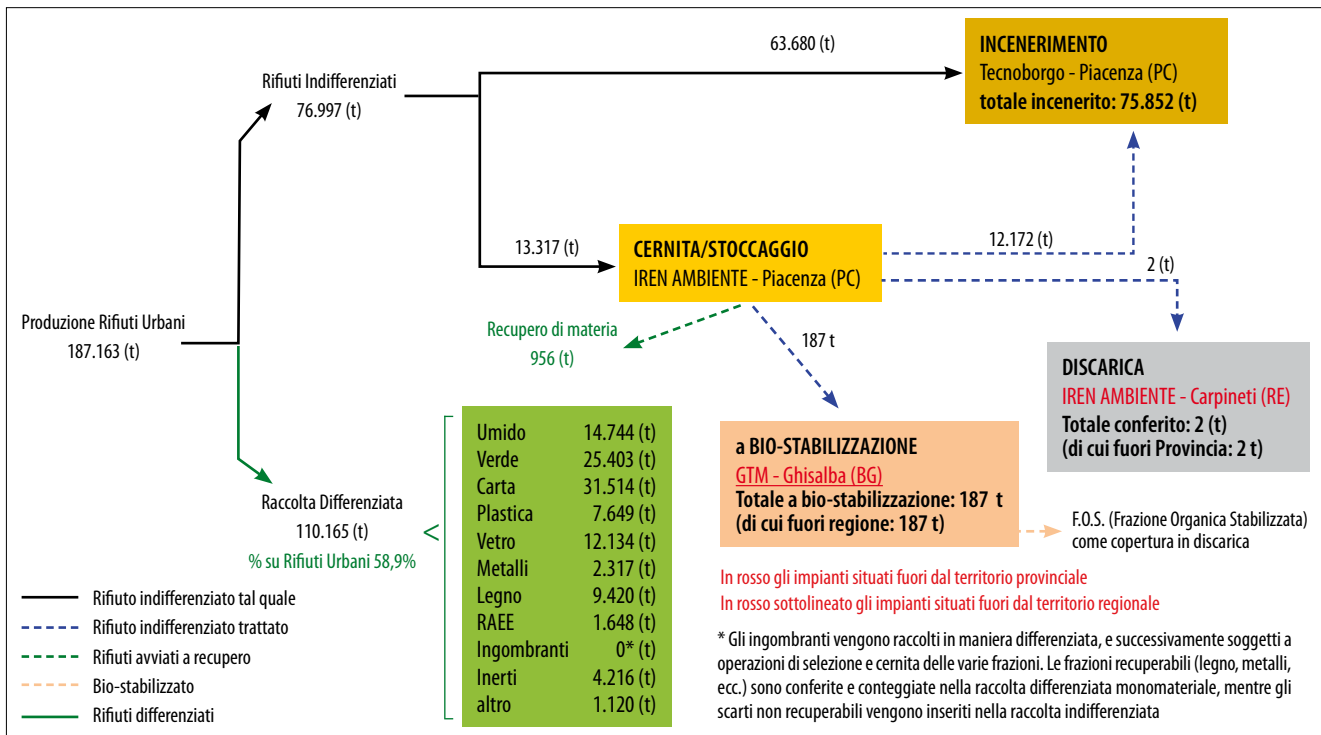 63.680 (t)
INCENERIMENTO
Tecnoborgo - Piacenza (PC)
totale incenerito: 75.852 (t)
Rifiuti Indifferenziati
76.997 (t)
13.317 (t)
CERNITA/STOCCAGGIO
IREN AMBIENTE - Piacenza (PC)
12.172 (t)
2 (t)
Produzione Rifiuti Urbani
187.163 (t)
Recupero di materia
956 (t)
187 t
DISCARICA
IREN AMBIENTE - Carpineti (RE)
Totale conferito: 2 (t)
(di cui fuori Provincia: 2 t)
Raccolta Differenziata
110.165 (t)
% su Rifiuti Urbani 58,9%
Umido 14.744 (t)
Verde 25.403 (t)
Carta 31.514 (t)
Plastica 7.649 (t)
Vetro 12.134 (t)
Metalli 2.317 (t)
Legno 9.420 (t)
RAEE 1.648 (t)
Ingombranti 0* (t)
Inerti 4.216 (t)
altro 1.120 (t)
a BIO-STABILIZZAZIONE
GTM - Ghisalba (BG)
Totale a bio-stabilizzazione: 187 t
(di cui fuori regione: 187 t)
F.O.S. (Frazione Organica Stabilizzata)
come copertura in discarica
Rifiuto indifferenziato tal quale
Rifiuto indifferenziato trattato
Rifiuti avviati a recupero
Bio-stabilizzato
Rifiuti differenziati
In rosso gli impianti situati fuori dal territorio provinciale
In rosso sottolineato gli impianti situati fuori dal territorio regionale
* Gli ingombranti vengono raccolti in maniera differenziata, e successivamente soggetti a
operazioni di selezione e cernita delle varie frazioni. Le frazioni recuperabili (legno, metalli,
ecc.) sono conferite e conteggiate nella raccolta differenziata monomateriale, mentre gli
scarti non recuperabili vengono inseriti nella raccolta indifferenziata